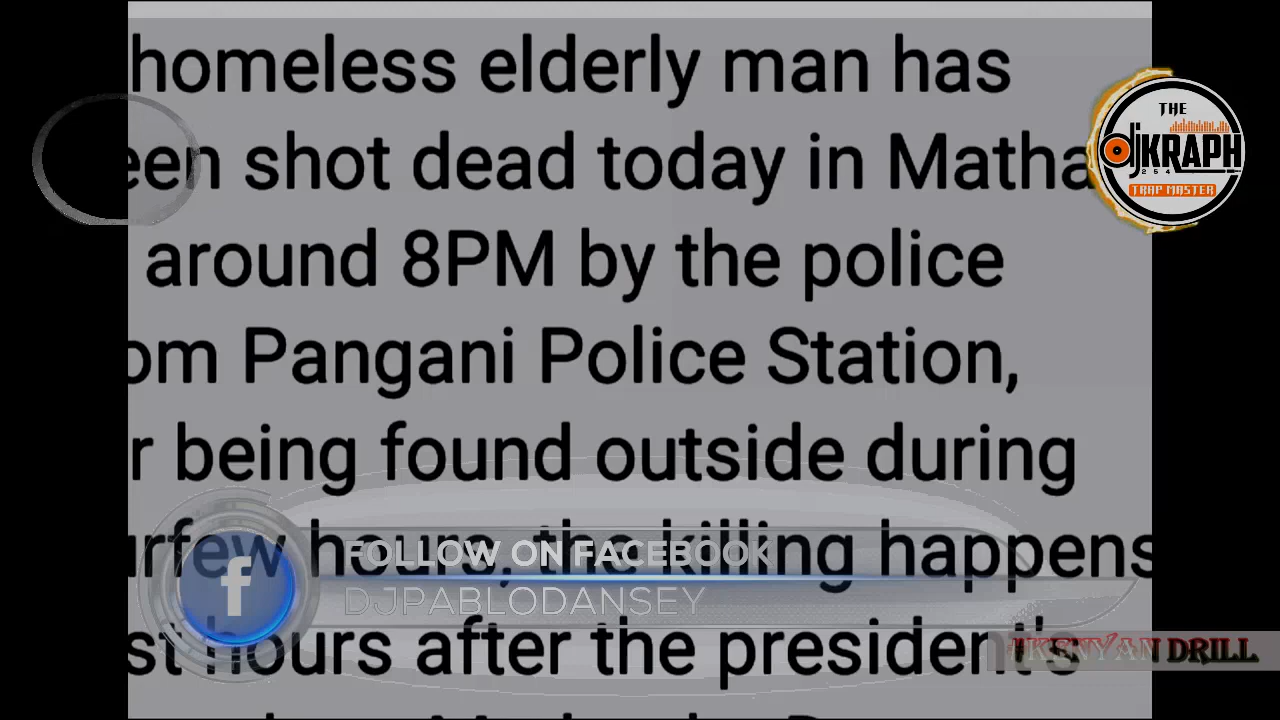 homeless elderly man has
een shot dead today in Matha
around 8PM by the police
om Pangani Police Station,
r being found outside during
rfew hours, the killing happens
st hours after the president's
THE
djKRAPH
254
TRAP MASTER
f
FOLLOW ON FACEBOOK
DJPABLODANSEY
#KENYAN DRILL